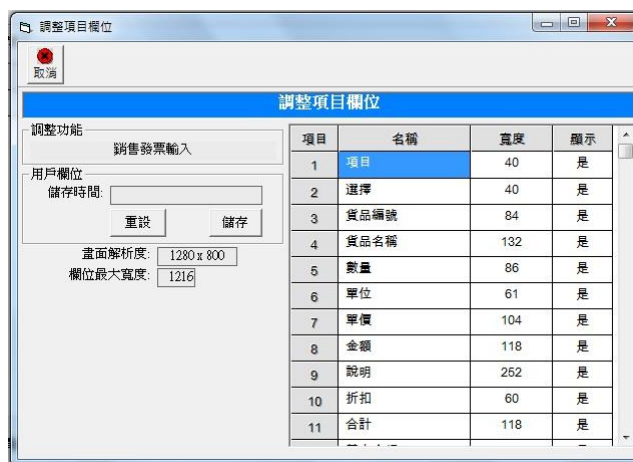 調整項目欄位
取消
調整項目欄位
調整功能
銷售發票輸入
用戶欄位
儲存時間:
重設 儲存
畫面解析度: 1280 x 800
欄位最大寬度: 1216
項目 名稱 寬度 顯示
1 項目 40 是
2 選擇 40 是
3 貨品編號 84 是
4 貨品名稱 132 是
5 數量 86 是
6 單位 61 是
7 單價 104 是
8 金額 118 是
9 說明 252 是
10 折扣 60 是
11 合計 118 是